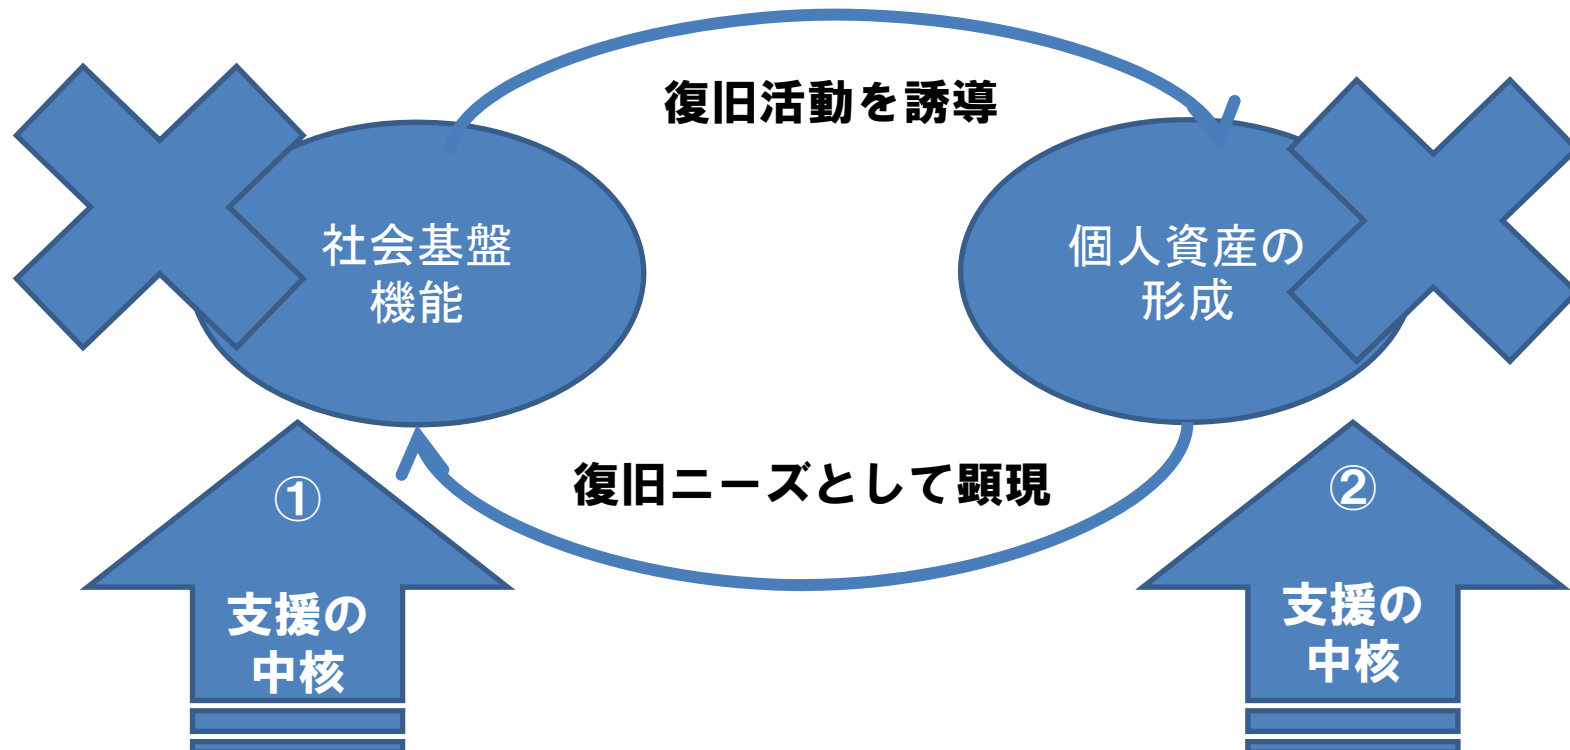 復旧活動を誘導
社会基盤
機能
個人資産の
形成
復旧ニーズとして顕現
①
支援の
中核
②
支援の
中核